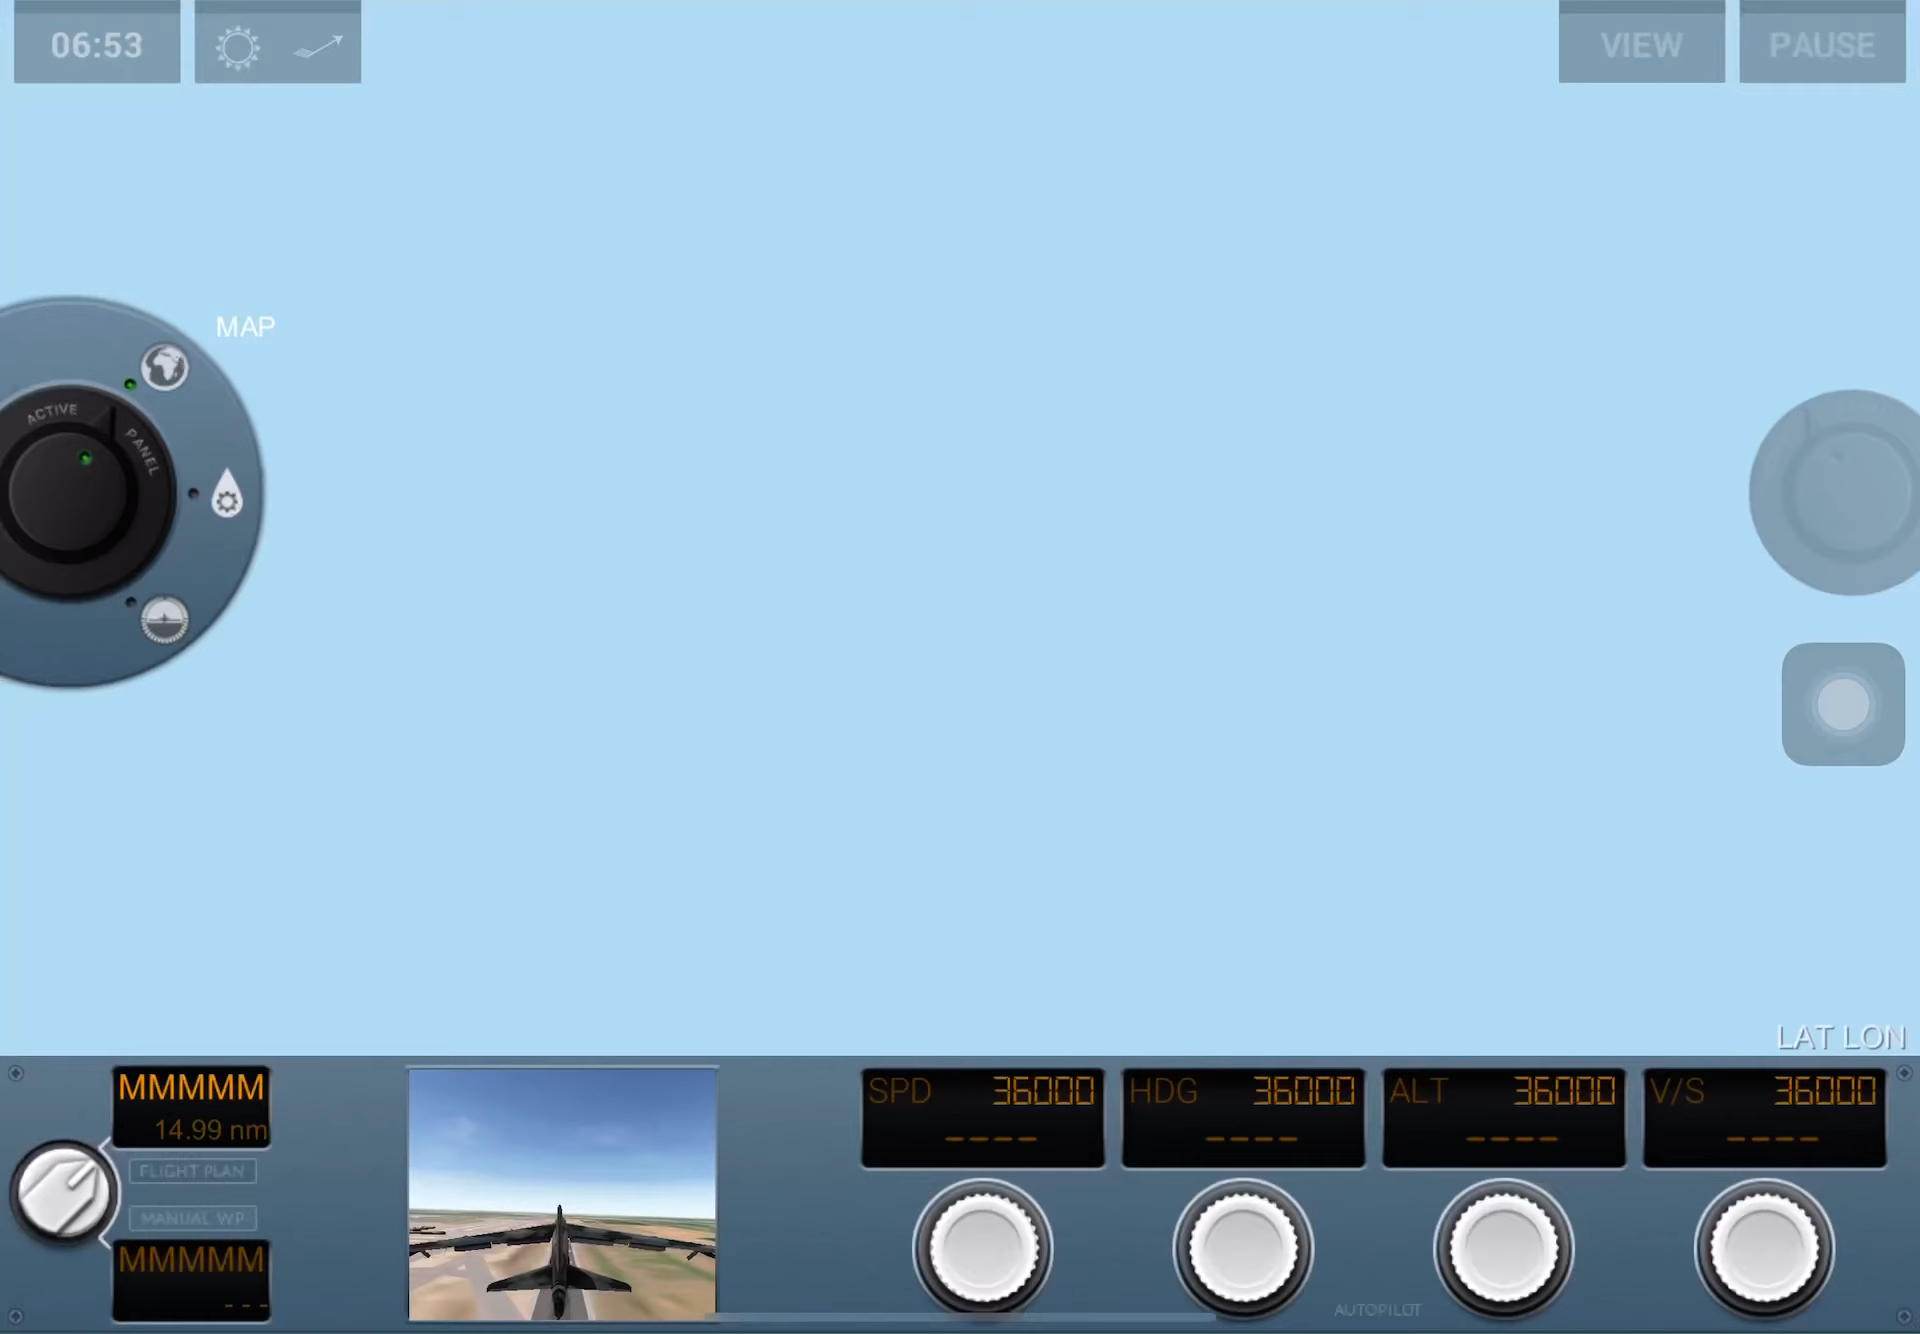 06:53
VIEW
PAUSE
MAP
ACTIVE
PANEL
LAT LON
MMMMM
14.99 nm
FLIGHT PLAN
MANUAL WP
MMMMM
---
SPD 36000
----
HDG 36000
----
ALT 36000
----
V/S 36000
----
AUTOPILOT